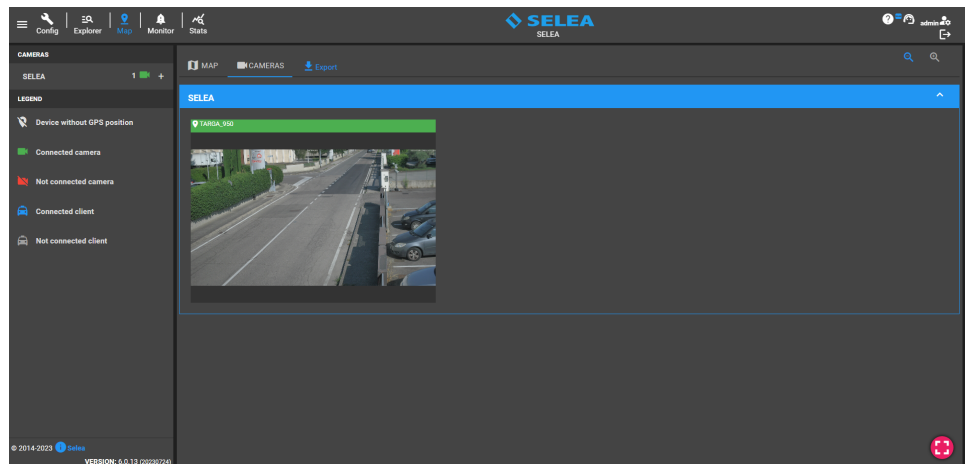 Config
Explorer
Map
Monitor
Stats
SELEA
SELEA
admin
CAMERAS
SELEA 1 +
LEGEND
Device without GPS position
Connected camera
Not connected camera
Connected client
Not connected client
MAP
CAMERAS
Export
SELEA
TARGA_950
© 2014-2023 Selea
VERSION: 6.0.13 (20230724)